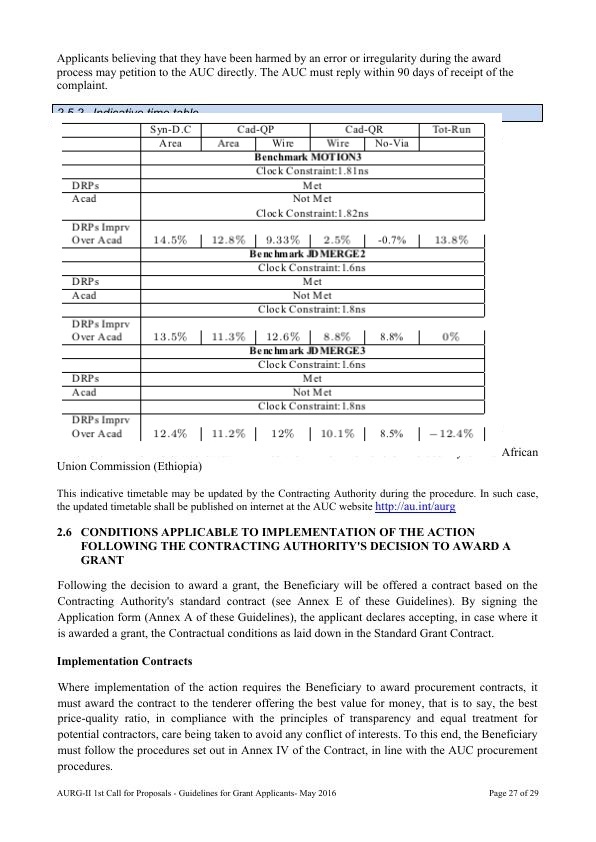 Applicants believing that they have been harmed by an error or irregularity during the award
process may petition to the AUC directly. The AUC must reply within 90 days of receipt of the
complaint.
2.5.2 Indicative time table
Syn-D.C Cad-QP Cad-QR Tot-Run
Area Area Wire Wire No-Via
Benchmark MOTION3
Clock Constraint:1.81ns
DRPs Met
Acad Not Met
Clock Constraint:1.82ns
DRPs Imprv
Over Acad 14.5% 12.8% 9.33% 2.5% -0.7% 13.8%
Benchmark JDMERGE2
Clock Constraint:1.6ns
DRPs Met
Acad Not Met
Clock Constraint:1.8ns
DRPs Imprv
Over Acad 13.5% 11.3% 12.6% 8.8% 8.8% 0%
Benchmark JDMERGE3
Clock Constraint:1.6ns
DRPs Met
Acad Not Met
Clock Constraint:1.8ns
DRPs Imprv
Over Acad 12.4% 11.2% 12% 10.1% 8.5% −12.4%
African
Union Commission (Ethiopia)
This indicative timetable may be updated by the Contracting Authority during the procedure. In such case,
the updated timetable shall be published on internet at the AUC website http://au.int/aurg
2.6 CONDITIONS APPLICABLE TO IMPLEMENTATION OF THE ACTION
FOLLOWING THE CONTRACTING AUTHORITY'S DECISION TO AWARD A
GRANT
Following the decision to award a grant, the Beneficiary will be offered a contract based on the
Contracting Authority's standard contract (see Annex E of these Guidelines). By signing the
Application form (Annex A of these Guidelines), the applicant declares accepting, in case where it
is awarded a grant, the Contractual conditions as laid down in the Standard Grant Contract.
Implementation Contracts
Where implementation of the action requires the Beneficiary to award procurement contracts, it
must award the contract to the tenderer offering the best value for money, that is to say, the best
price-quality ratio, in compliance with the principles of transparency and equal treatment for
potential contractors, care being taken to avoid any conflict of interests. To this end, the Beneficiary
must follow the procedures set out in Annex IV of the Contract, in line with the AUC procurement
procedures.
AURG-II 1st Call for Proposals - Guidelines for Grant Applicants- May 2016 Page 27 of 29